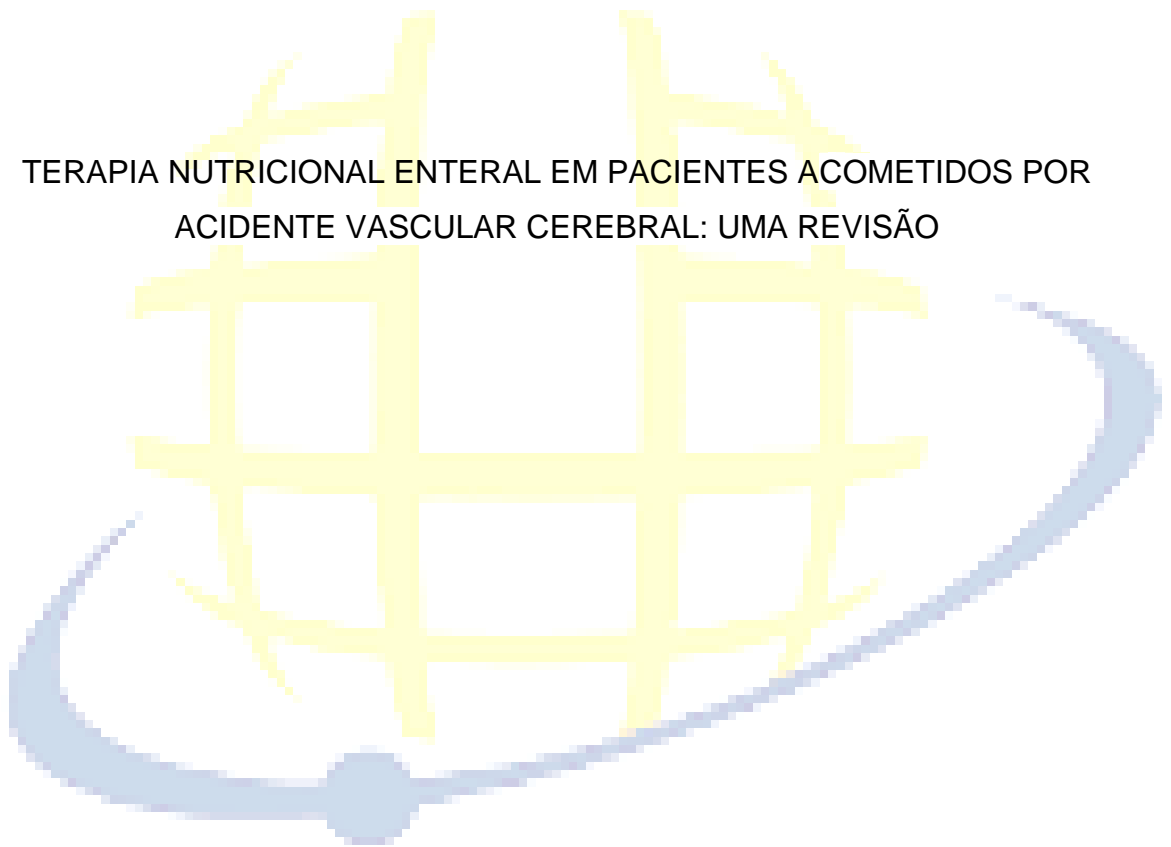 TERAPIA NUTRICIONAL ENTERAL EM PACIENTES ACOMETIDOS POR
ACIDENTE VASCULAR CEREBRAL: UMA REVISÃO